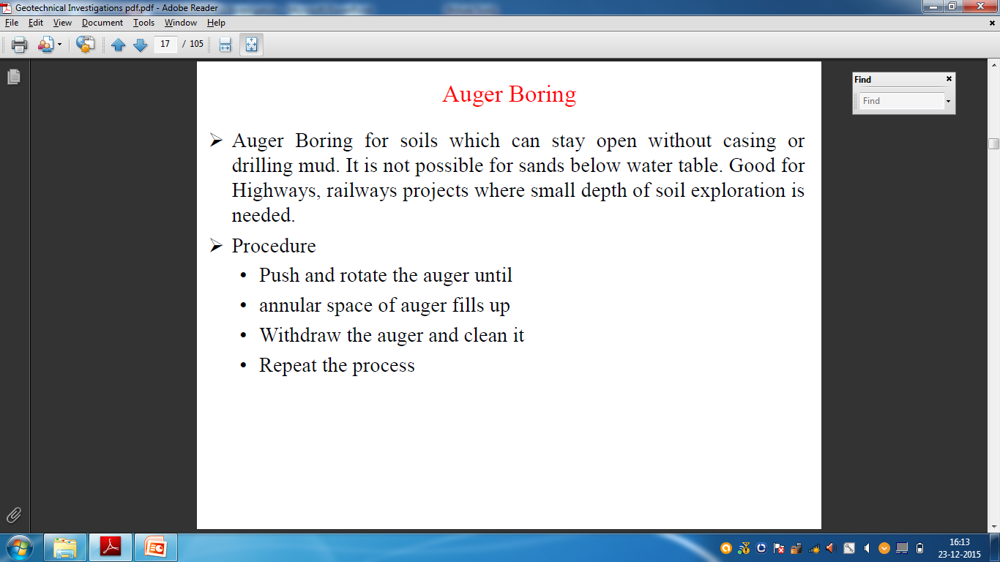 Geotechnical Investigations pdf.pdf - Adobe Reader
File Edit View Document Tools Window Help
17 / 105
Find
Find
Auger Boring
➢ Auger Boring for soils which can stay open without casing or
drilling mud. It is not possible for sands below water table. Good for
Highways, railways projects where small depth of soil exploration is
needed.
➢ Procedure
• Push and rotate the auger until
• annular space of auger fills up
• Withdraw the auger and clean it
• Repeat the process
16:13
23-12-2015